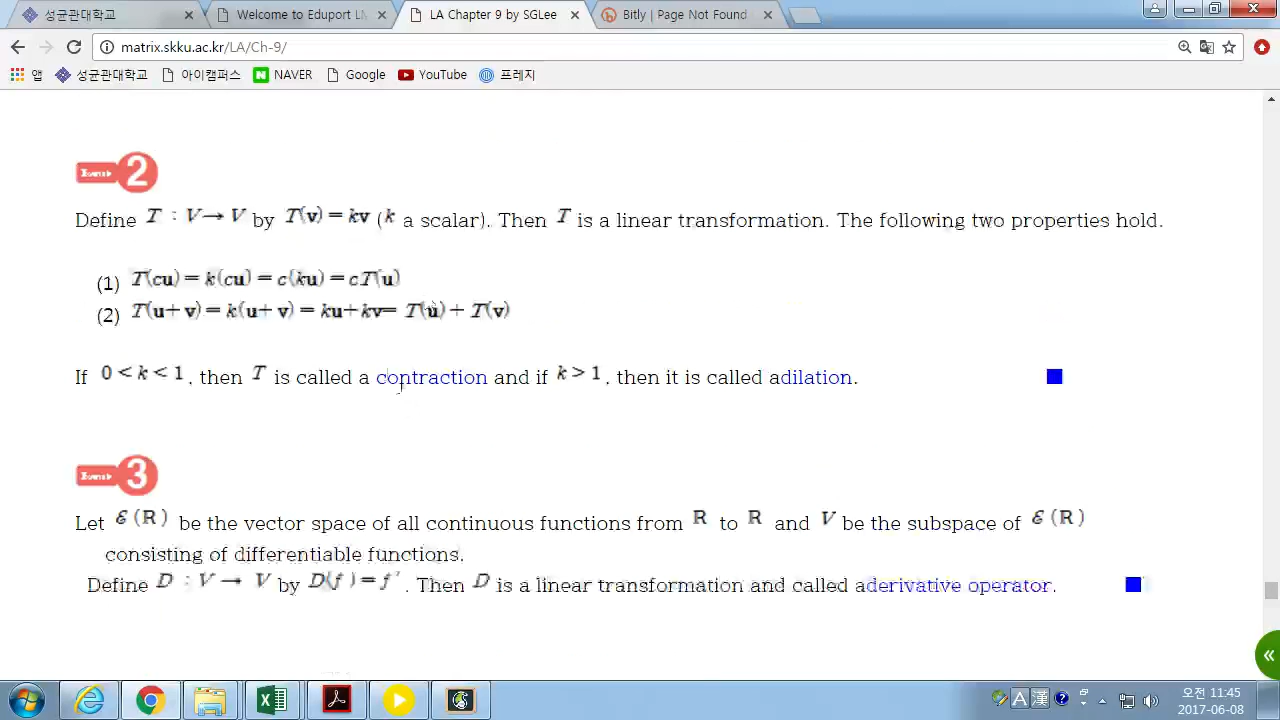 성균관대학교
Welcome to Eduport LM
LA Chapter 9 by SGLee
Bitly | Page Not Found
matrix.skku.ac.kr/LA/Ch-9/
앱 성균관대학교 아이캠퍼스 NAVER Google YouTube 프레지
2
Define T : V → V by T(v) = kv (k a scalar). Then T is a linear transformation. The following two properties hold.
(1) T(cu) = k(cu) = c(ku) = cT(u)
(2) T(u+v) = k(u+v) = ku+kv = T(u) + T(v)
If 0 < k < 1, then T is called a contraction and if k > 1, then it is called adilation.
3
Let ℰ(ℝ) be the vector space of all continuous functions from ℝ to ℝ and V be the subspace of ℰ(ℝ)
consisting of differentiable functions.
Define D : V → V by D(f) = f'. Then D is a linear transformation and called aderivative operator.
A 漢 오전 11:45
2017-06-08